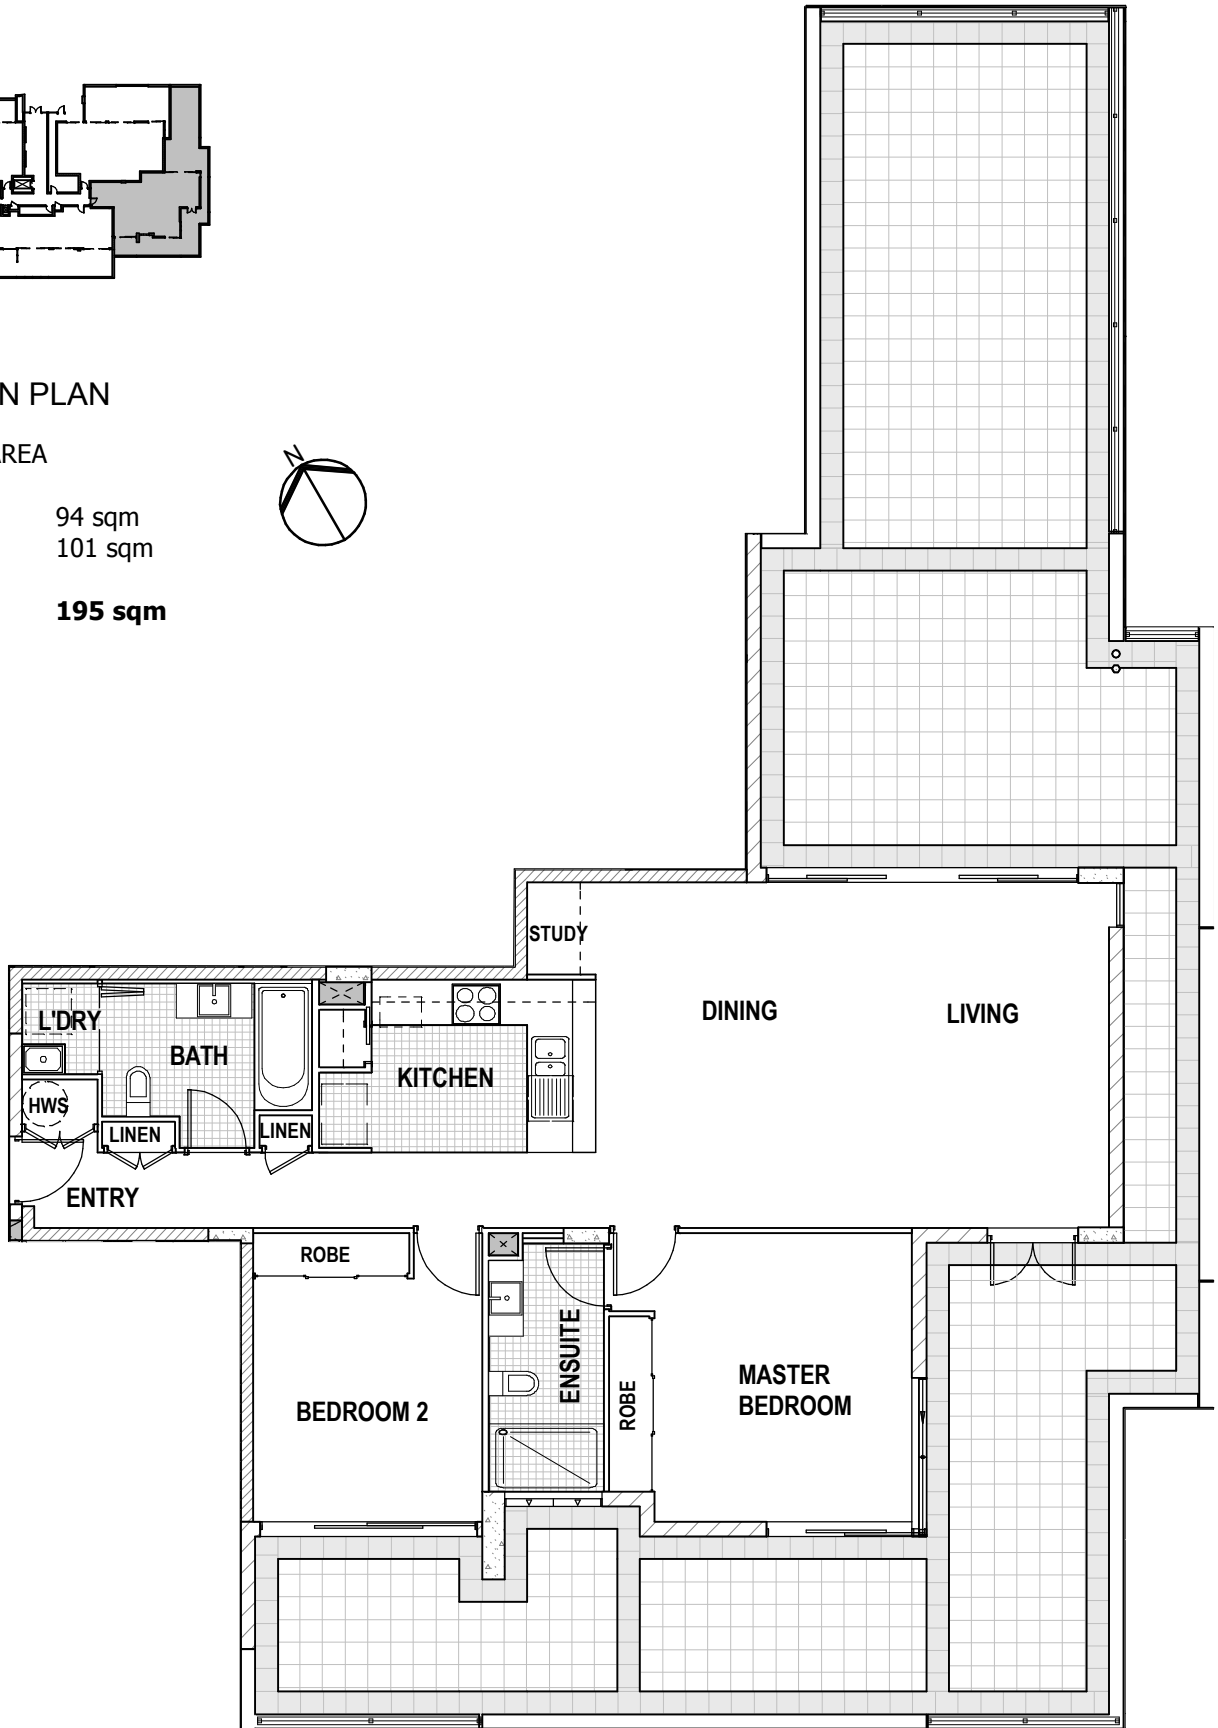 N PLAN
AREA
N
94 sqm
101 sqm
195 sqm
STUDY
DINING
LIVING
L'DRY
BATH
KITCHEN
HWS
LINEN
LINEN
ENTRY
ROBE
ENSUITE
ROBE
MASTER
BEDROOM
BEDROOM 2